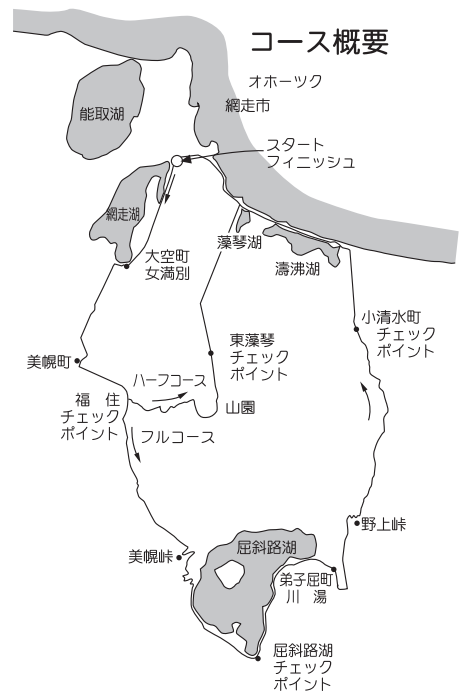 コース概要
オホーツク
網走市
能取湖
スタート
フィニッシュ
網走湖
藻琴湖
濤沸湖
大空町
女満別
小清水町
チェック
ポイント
東藻琴
チェック
ポイント
美幌町
ハーフコース
福 住
チェック
ポイント
山園
フルコース
野上峠
美幌峠
屈斜路湖
弟子屈町
川 湯
屈斜路湖
チェック
ポイント